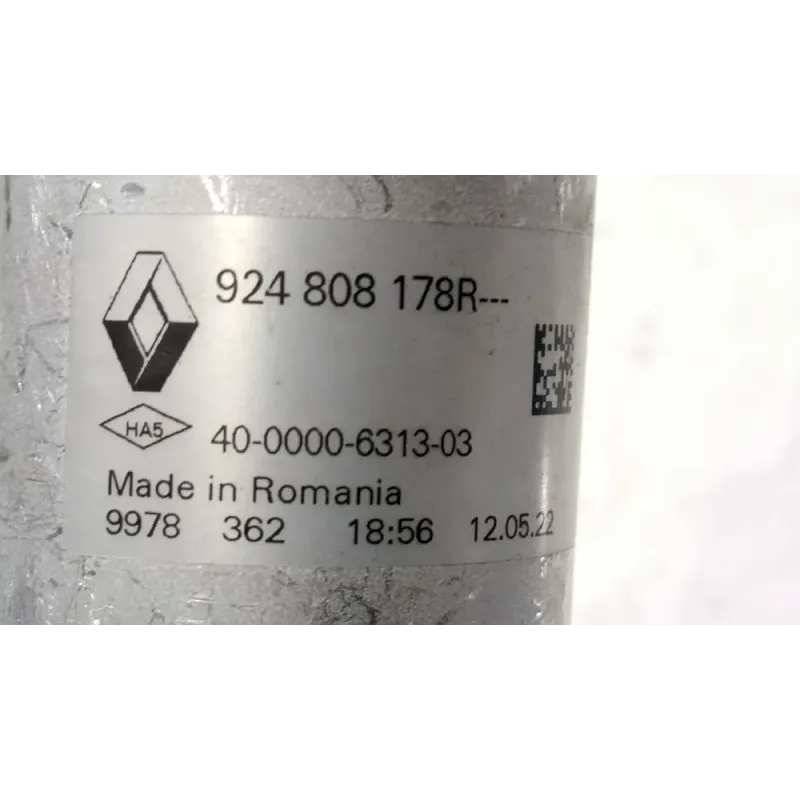 924 808 178R---
HA5 40-0000-6313-03
Made in Romania
9978 362 18:56 12.05.22